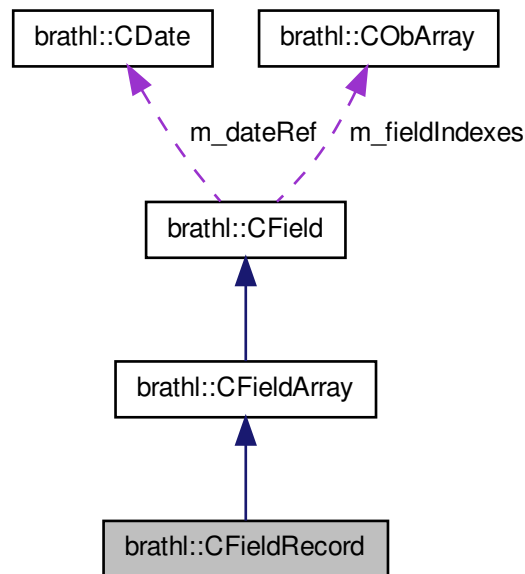 brathl::CDate
brathl::CObArray
m_dateRef
m_fieldIndexes
brathl::CField
brathl::CFieldArray
brathl::CFieldRecord